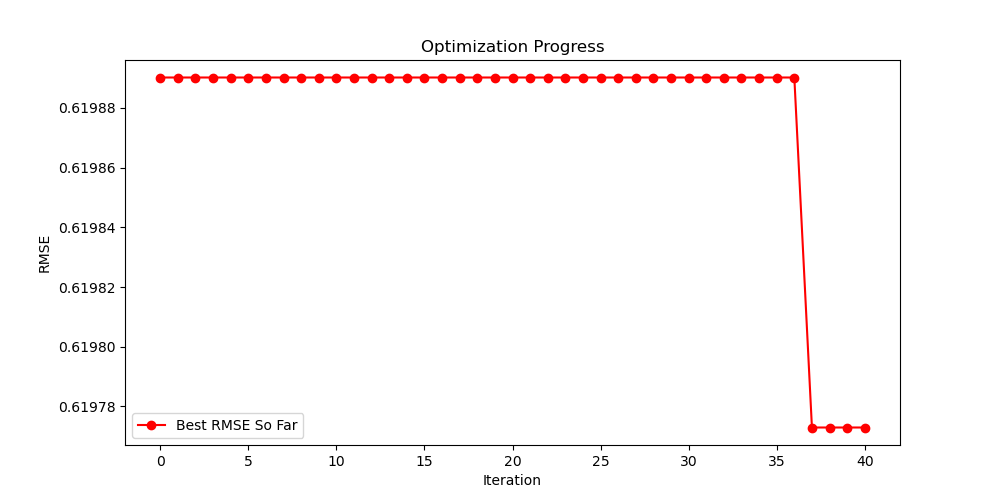 Optimization Progress
RMSE
0.61988
0.61986
0.61984
0.61982
0.61980
0.61978
Best RMSE So Far
0 5 10 15 20 25 30 35 40
Iteration